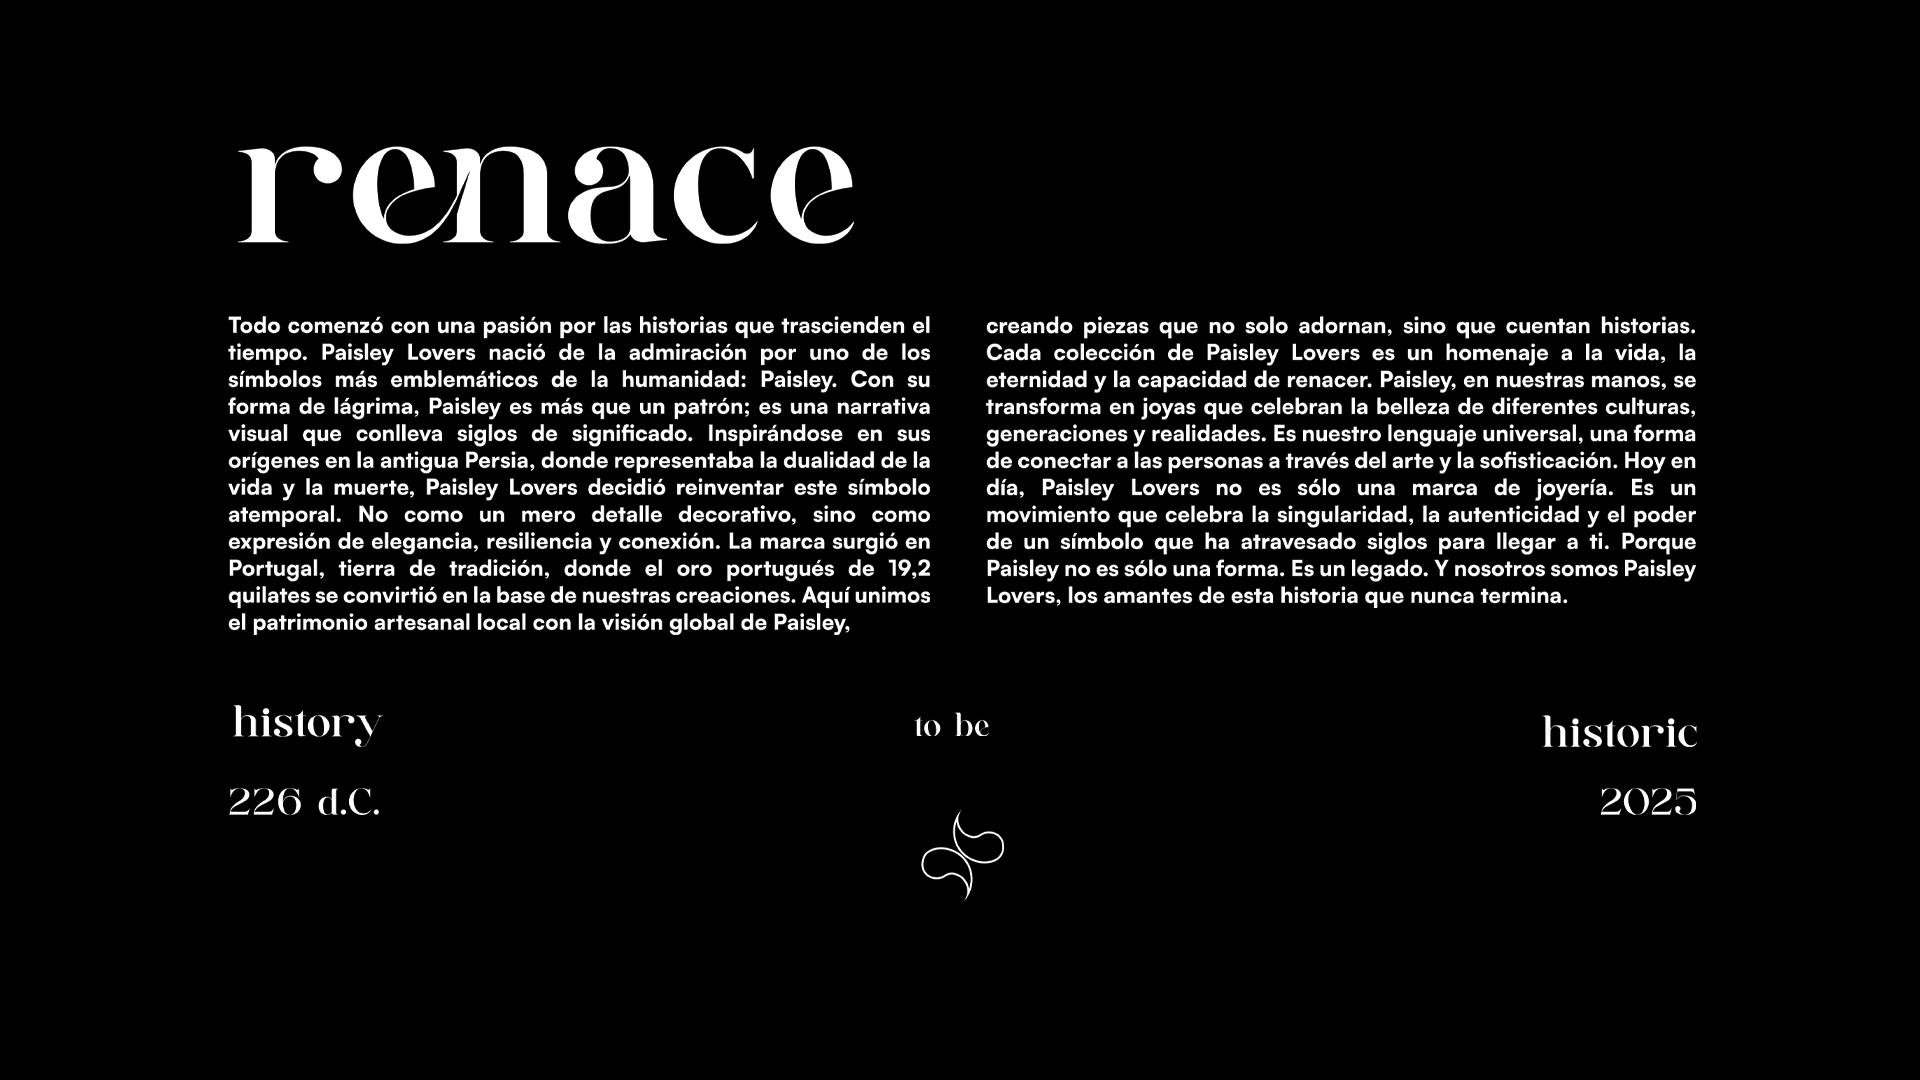 renace
Todo comenzó con una pasión por las historias que trascienden el
tiempo. Paisley Lovers nació de la admiración por uno de los
símbolos más emblemáticos de la humanidad: Paisley. Con su
forma de lágrima, Paisley es más que un patrón; es una narrativa
visual que conlleva siglos de significado. Inspirándose en sus
orígenes en la antigua Persia, donde representaba la dualidad de la
vida y la muerte, Paisley Lovers decidió reinventar este símbolo
atemporal. No como un mero detalle decorativo, sino como
expresión de elegancia, resiliencia y conexión. La marca surgió en
Portugal, tierra de tradición, donde el oro portugués de 19,2
quilates se convirtió en la base de nuestras creaciones. Aquí unimos
el patrimonio artesanal local con la visión global de Paisley,
creando piezas que no solo adornan, sino que cuentan historias.
Cada colección de Paisley Lovers es un homenaje a la vida, la
eternidad y la capacidad de renacer. Paisley, en nuestras manos, se
transforma en joyas que celebran la belleza de diferentes culturas,
generaciones y realidades. Es nuestro lenguaje universal, una forma
de conectar a las personas a través del arte y la sofisticación. Hoy en
día, Paisley Lovers no es sólo una marca de joyería. Es un
movimiento que celebra la singularidad, la autenticidad y el poder
de un símbolo que ha atravesado siglos para llegar a ti. Porque
Paisley no es sólo una forma. Es un legado. Y nosotros somos Paisley
Lovers, los amantes de esta historia que nunca termina.
history
to be
historic
226 d.C.
2025